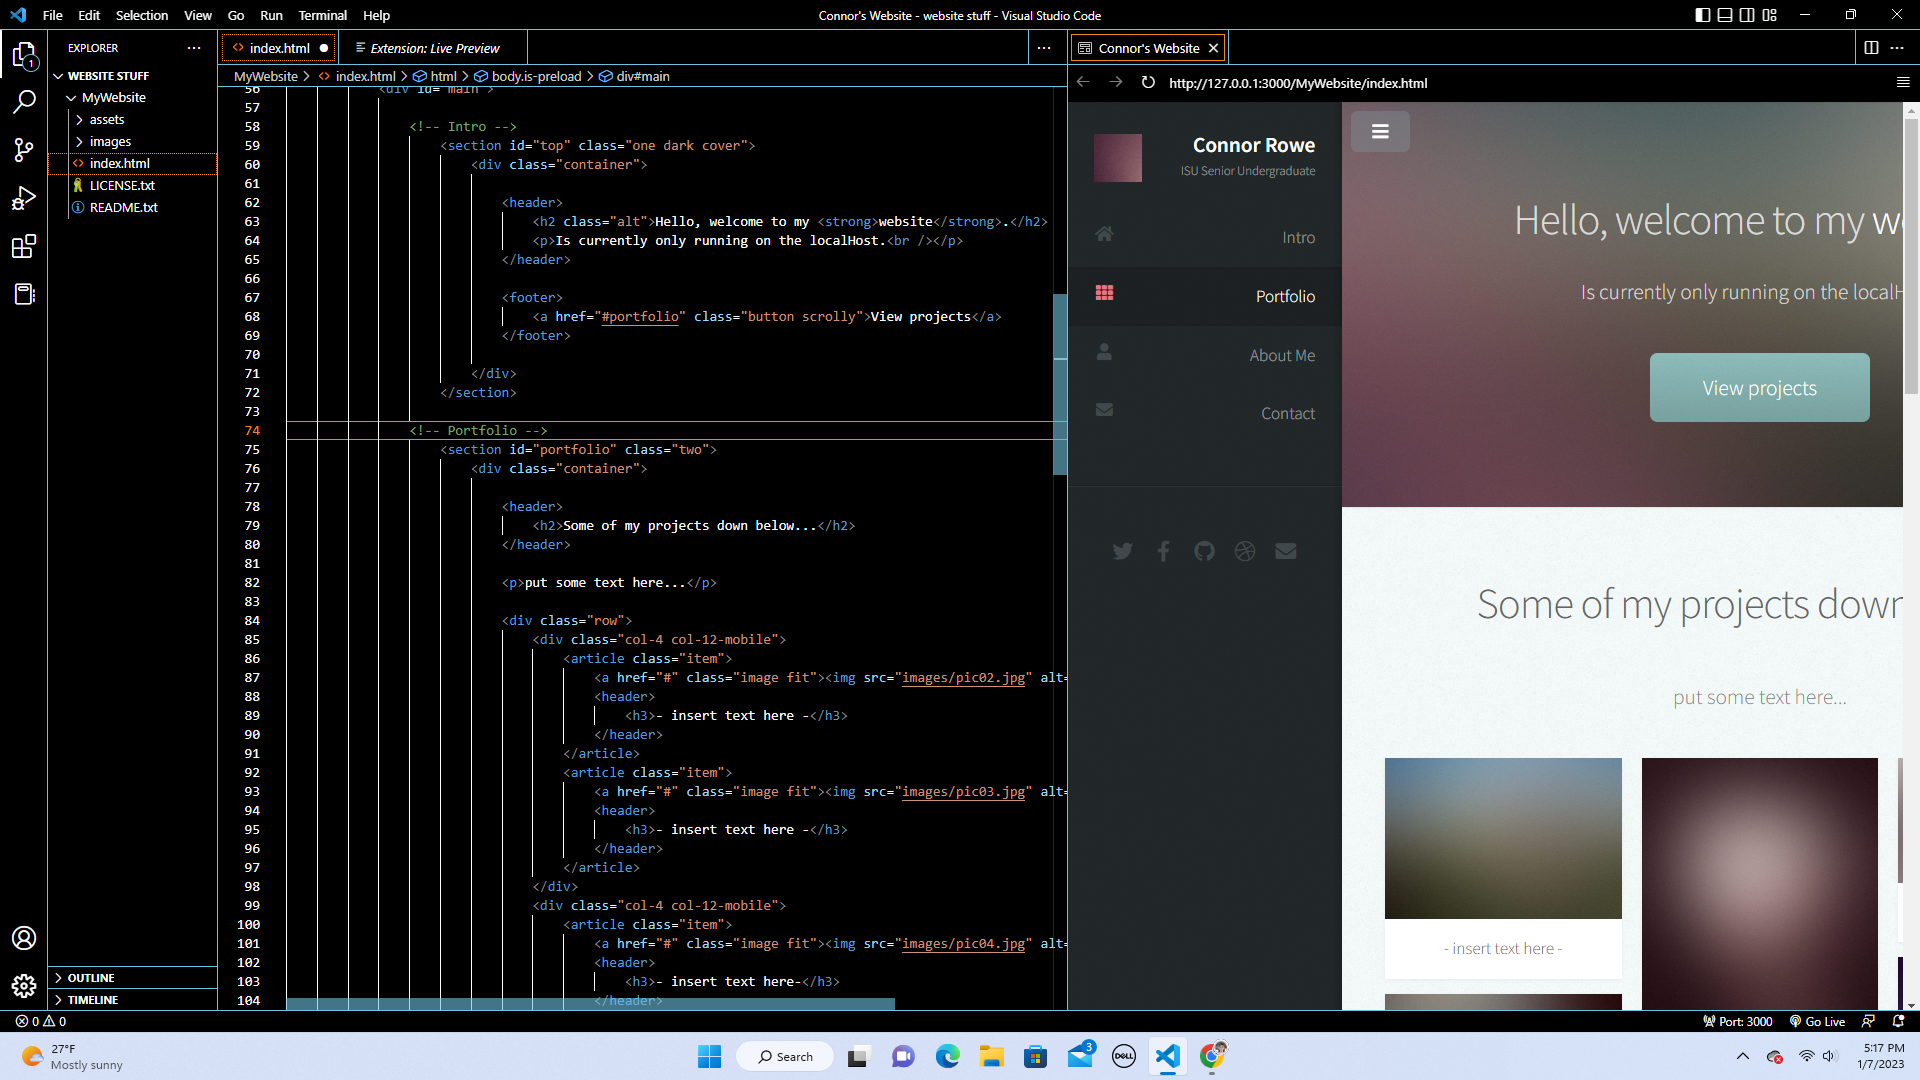 File Edit Selection View Go Run Terminal Help
Connor's Website - website stuff - Visual Studio Code
EXPLORER
WEBSITE STUFF
MyWebsite
assets
images
index.html
LICENSE.txt
README.txt
OUTLINE
TIMELINE
1
index.html
Extension: Live Preview
MyWebsite > index.html > html > body.is-preload > div#main
56 <div id="main">
57
58 <!-- Intro -->
59 <section id="top" class="one dark cover">
60 <div class="container">
61
62 <header>
63 <h2 class="alt">Hello, welcome to my <strong>website</strong>.</h2>
64 <p>Is currently only running on the localHost.<br /></p>
65 </header>
66
67 <footer>
68 <a href="#portfolio" class="button scrolly">View projects</a>
69 </footer>
70
71 </div>
72 </section>
73
74 <!-- Portfolio -->
75 <section id="portfolio" class="two">
76 <div class="container">
77
78 <header>
79 <h2>Some of my projects down below...</h2>
80 </header>
81
82 <p>put some text here...</p>
83
84 <div class="row">
85 <div class="col-4 col-12-mobile">
86 <article class="item">
87 <a href="#" class="image fit"><img src="images/pic02.jpg" alt=
88 <header>
89 <h3>- insert text here -</h3>
90 </header>
91 </article>
92 <article class="item">
93 <a href="#" class="image fit"><img src="images/pic03.jpg" alt=
94 <header>
95 <h3>- insert text here -</h3>
96 </header>
97 </article>
98 </div>
99 <div class="col-4 col-12-mobile">
100 <article class="item">
101 <a href="#" class="image fit"><img src="images/pic04.jpg" alt=
102 <header>
103 <h3>- insert text here-</h3>
104 </header>
Connor's Website
http://127.0.0.1:3000/MyWebsite/index.html
Connor Rowe
ISU Senior Undergraduate
Intro
Portfolio
About Me
Contact
Hello, welcome to my we
Is currently only running on the localH
View projects
Some of my projects down
put some text here...
- insert text here -
0 0
Port: 3000 Go Live
27°F
Mostly sunny
Search
3
DELL
5:17 PM
1/7/2023